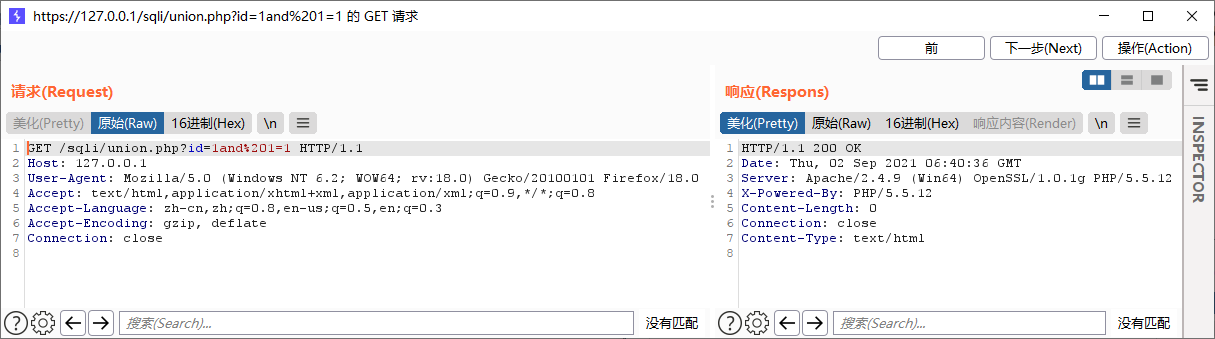 https://127.0.0.1/sqli/union.php?id=1and%201=1 的 GET 请求
前 下一步(Next) 操作(Action)
请求(Request)
美化(Pretty) 原始(Raw) 16进制(Hex) \n
1 GET /sqli/union.php?id=1and%201=1 HTTP/1.1
2 Host: 127.0.0.1
3 User-Agent: Mozilla/5.0 (Windows NT 6.2; WOW64; rv:18.0) Gecko/20100101 Firefox/18.0
4 Accept: text/html,application/xhtml+xml,application/xml;q=0.9,*/*;q=0.8
5 Accept-Language: zh-cn,zh;q=0.8,en-us;q=0.5,en;q=0.3
6 Accept-Encoding: gzip, deflate
7 Connection: close
8
搜索(Search)... 没有匹配
响应(Respons)
美化(Pretty) 原始(Raw) 16进制(Hex) 响应内容(Render) \n
1 HTTP/1.1 200 OK
2 Date: Thu, 02 Sep 2021 06:40:36 GMT
3 Server: Apache/2.4.9 (Win64) OpenSSL/1.0.1g PHP/5.5.12
4 X-Powered-By: PHP/5.5.12
5 Content-Length: 0
6 Connection: close
7 Content-Type: text/html
8
搜索(Search)... 没有匹配
INSPECTOR